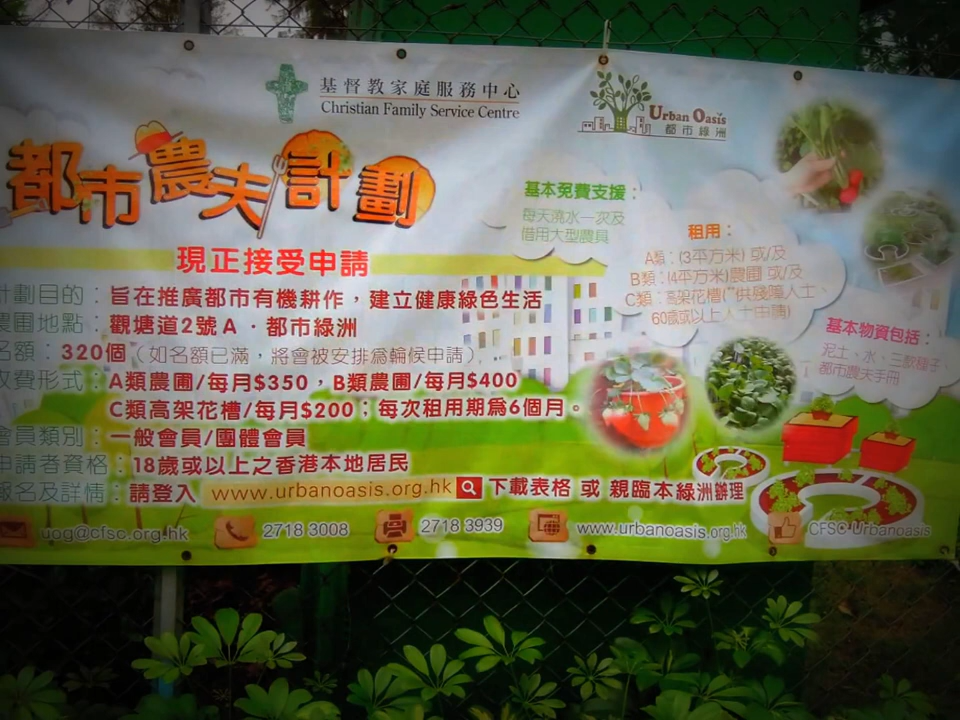 基督教家庭服務中心
Christian Family Service Centre
Urban Oasis
都市綠洲
都市農夫計劃
現正接受申請
計劃目的：旨在推廣都市有機耕作，建立健康綠色生活
農圃地點：觀塘道2號A．都市綠洲
名額：320個（如名額已滿，將會被安排為輪候申請）
收費形式：A類農圃/每月$350，B類農圃/每月$400
C類高架花槽/每月$200；每次租用期為6個月。
會員類別：一般會員/團體會員
申請者資格：18歲或以上之香港本地居民
報名及詳情：請登入 www.urbanoasis.org.hk 下載表格 或 親臨本綠洲辦理
基本免費支援：
每天澆水一次及
借用大型農具
租用：
A類：(3平方米) 或/及
B類：(4平方米)農圃 或/及
C類：高架花槽(**供殘障人士、
60歲或以上人士申請)
基本物資包括：
泥土、水、三款種子、
都市農夫手冊
uog@cfsc.org.hk
2718 3008
2718 3939
www.urbanoasis.org.hk
CFSC Urbanoasis